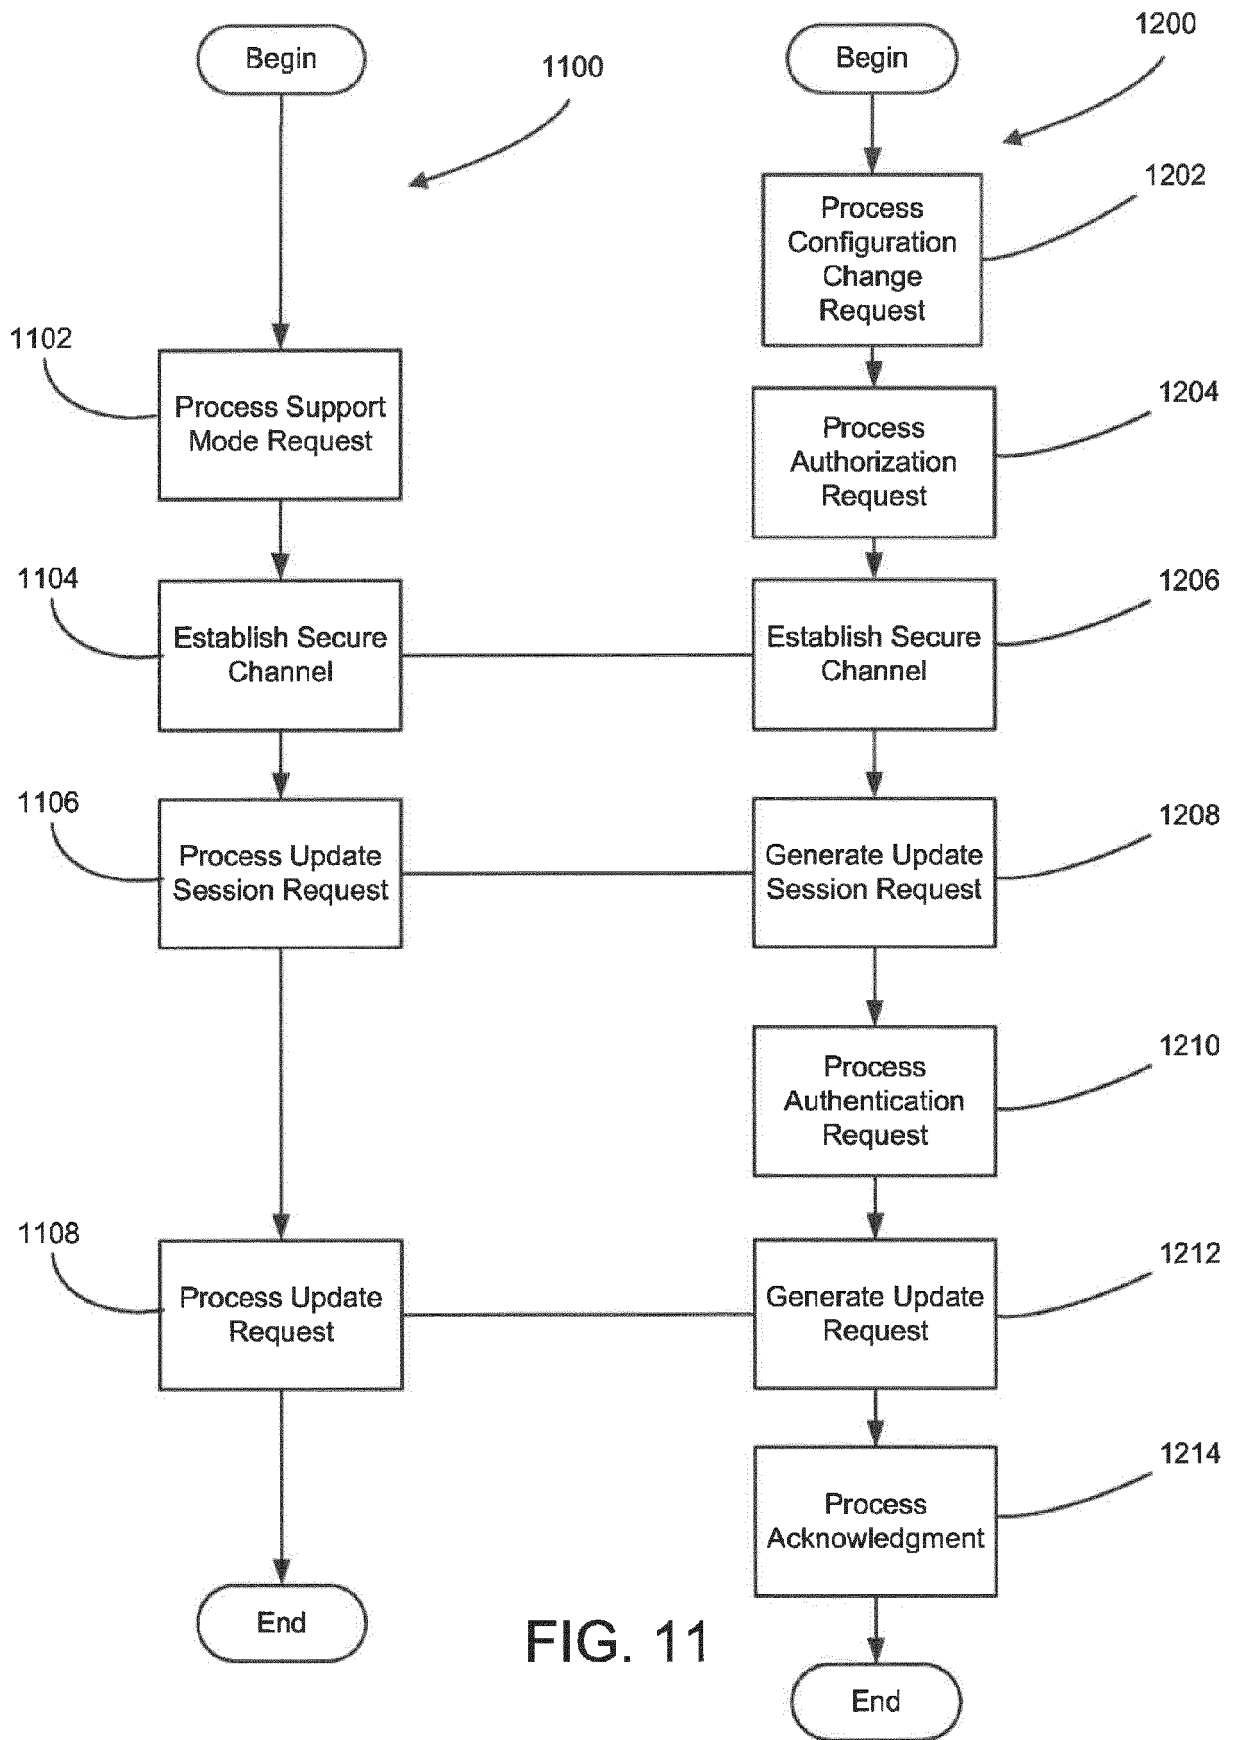 Begin
1100
1102
Process Support
Mode Request
1104
Establish Secure
Channel
1106
Process Update
Session Request
1108
Process Update
Request
End
Begin
1200
Process
Configuration
Change
Request
1202
Process
Authorization
Request
1204
Establish Secure
Channel
1206
Generate Update
Session Request
1208
Process
Authentication
Request
1210
Generate Update
Request
1212
Process
Acknowledgment
1214
End
FIG. 11